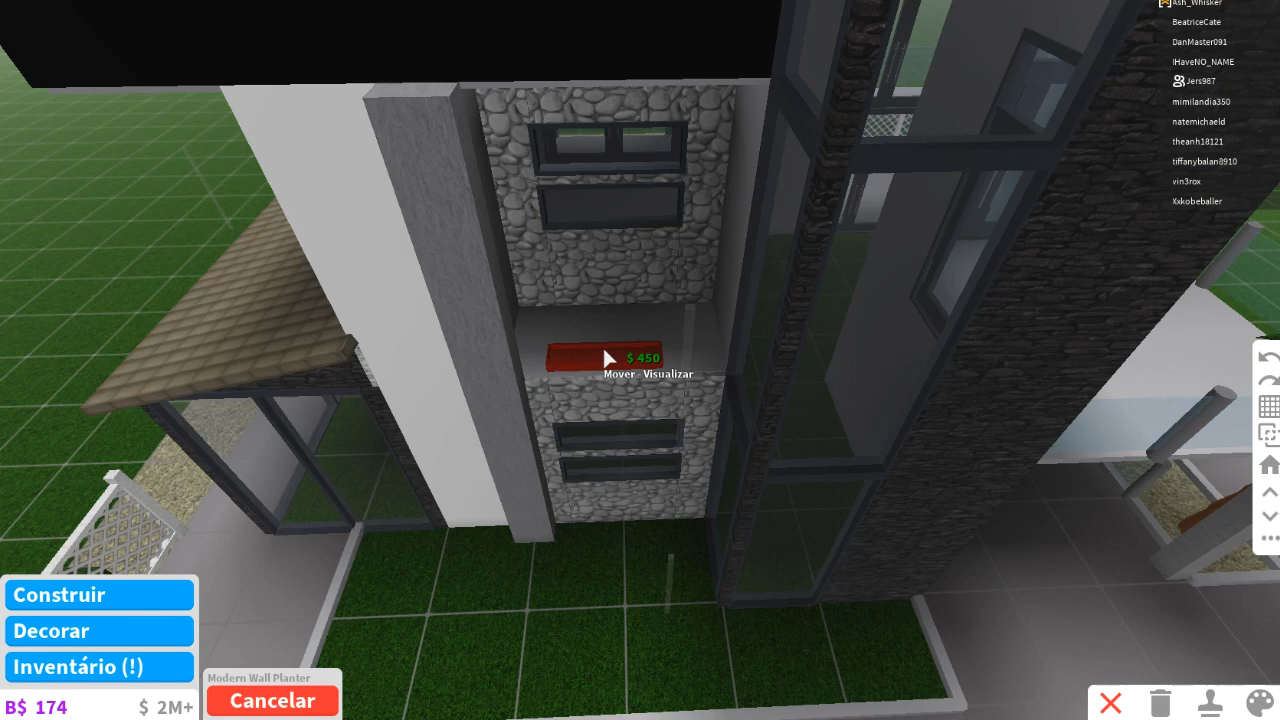 Ash_Whisker
BeatriceCate
DanMaster091
IHaveNO_NAME
Jers987
mimilandia350
natemichaeld
theanh18121
tiffanybalan8910
vin3rox
Xxkobeballer
$ 450
Mover - Visualizar
Construir
Decorar
Inventário (!)
B$ 174
$ 2M+
Modern Wall Planter
Cancelar